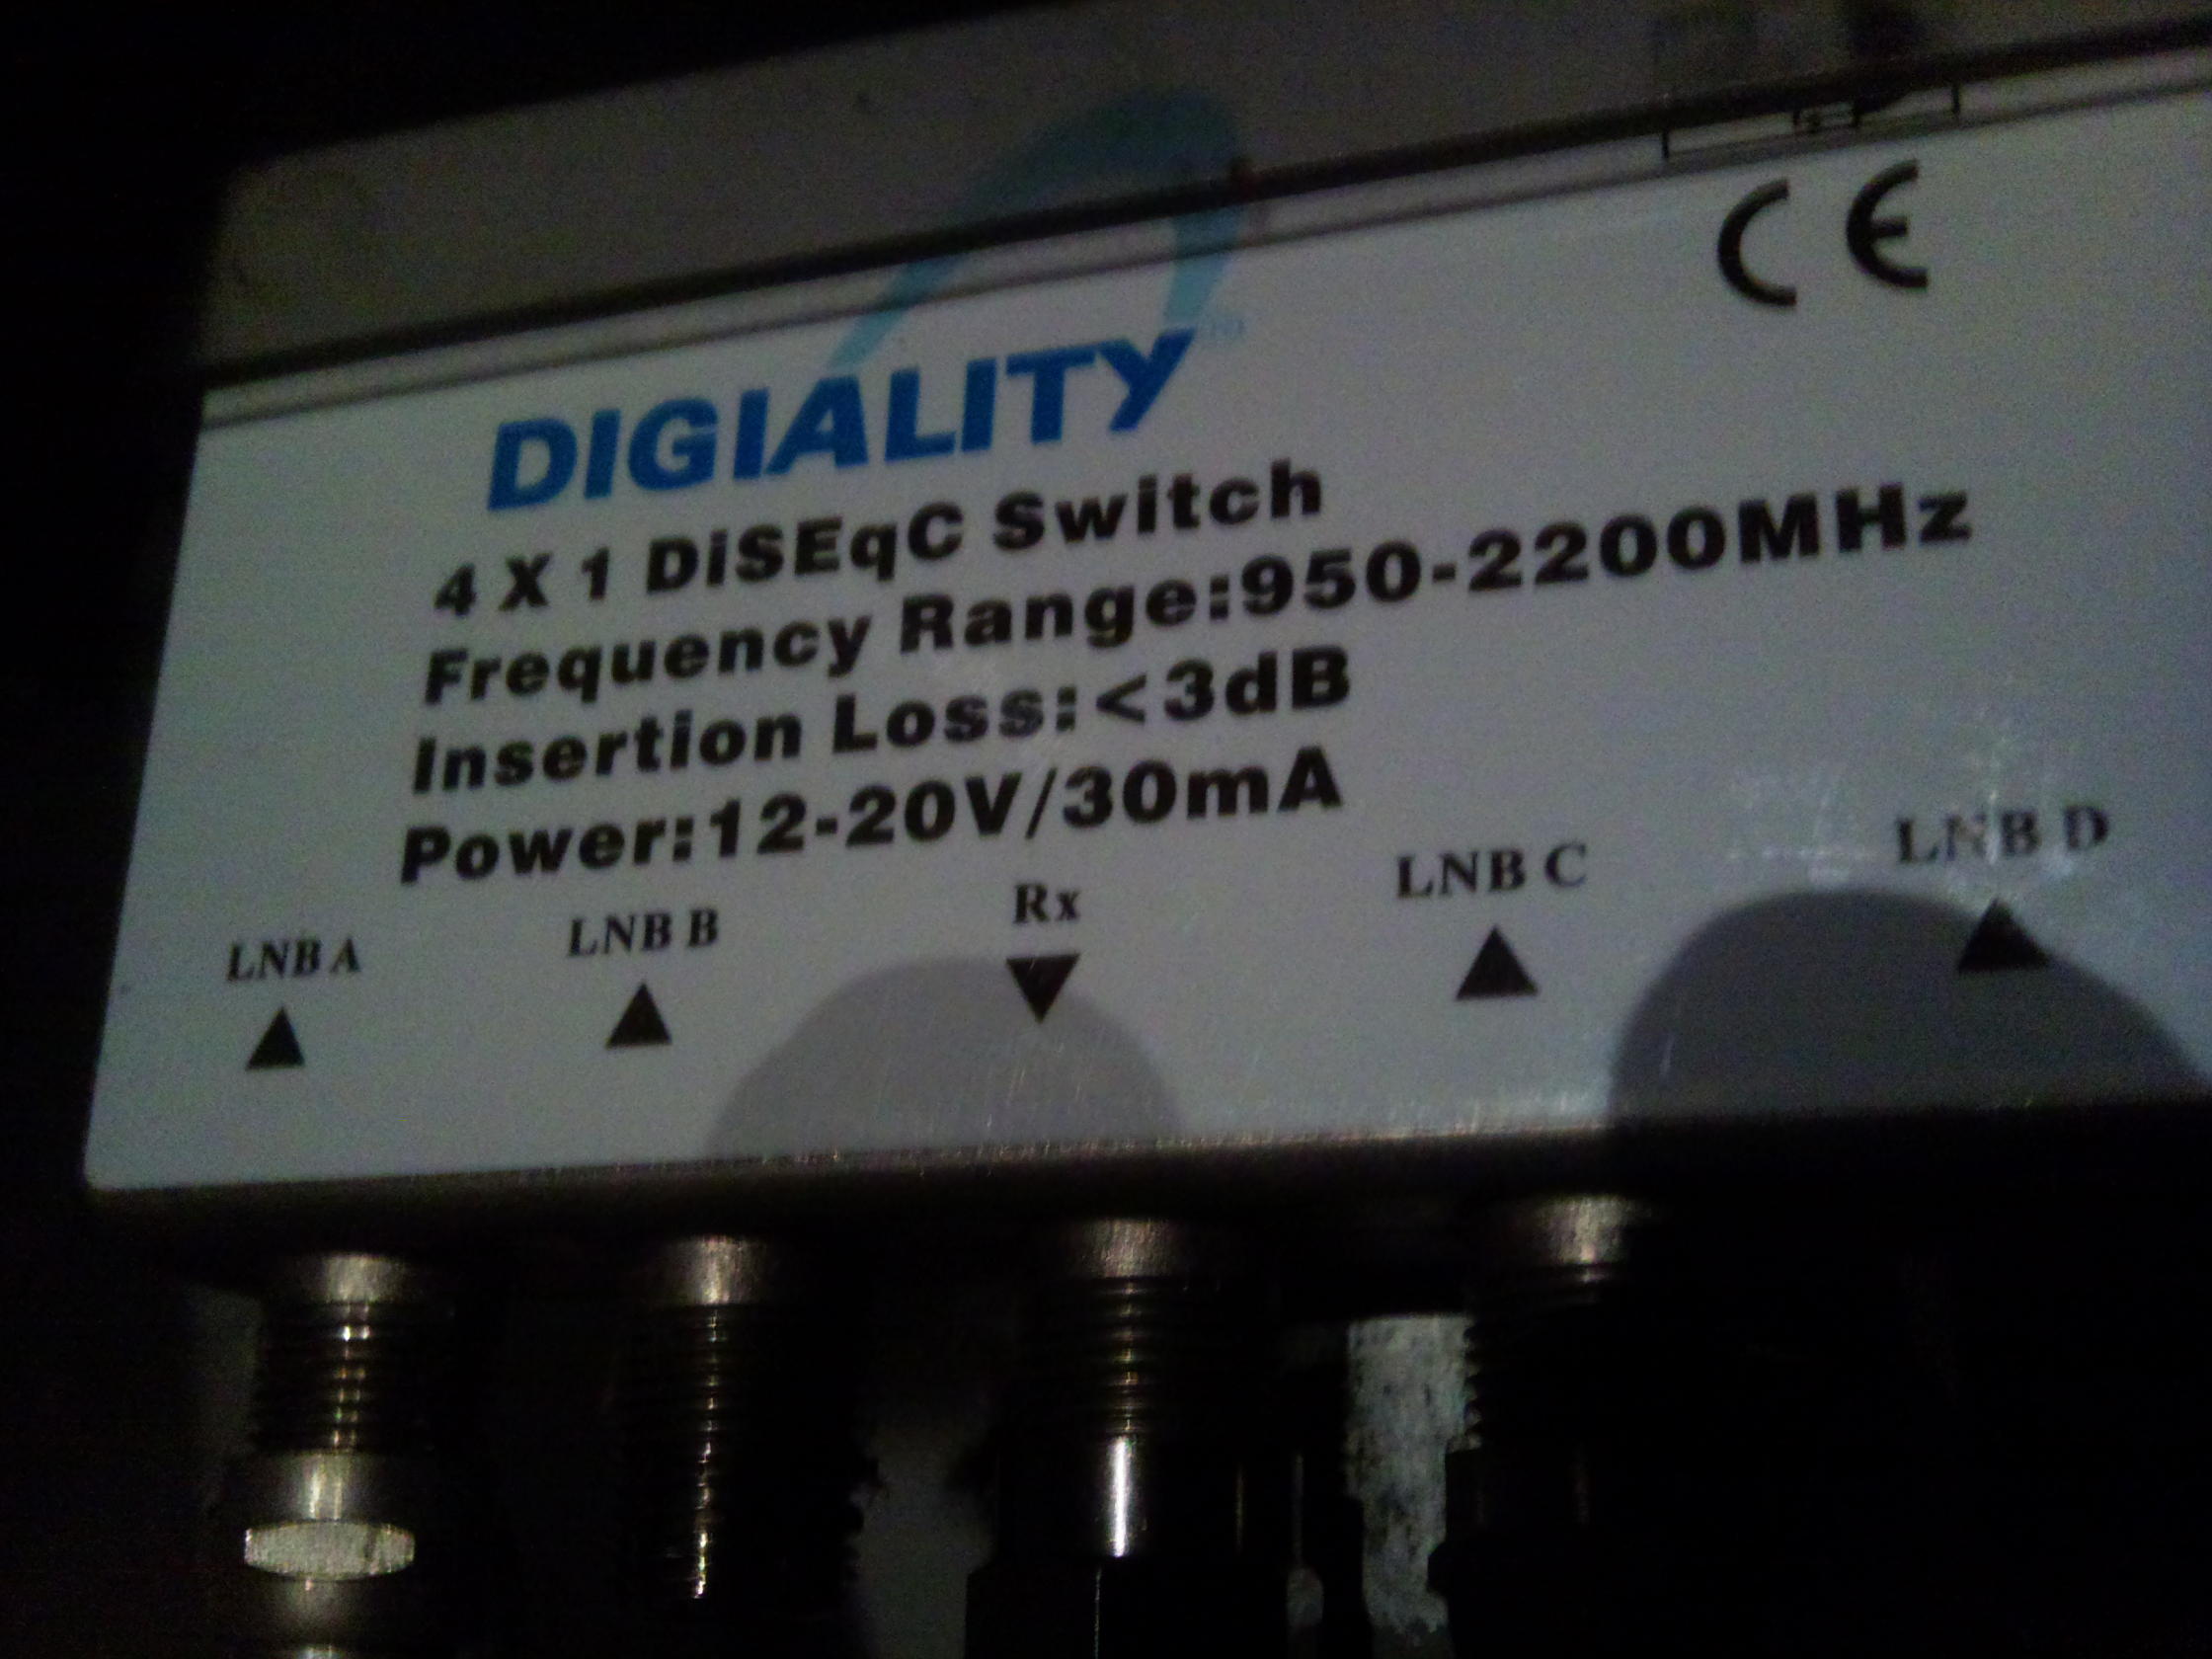 CE
DIGIALITY
4 X 1 DiSEqC Switch
Frequency Range:950-2200MHz
Insertion Loss:<3dB
Power:12-20V/30mA
LNB A LNB B Rx LNB C LNB D